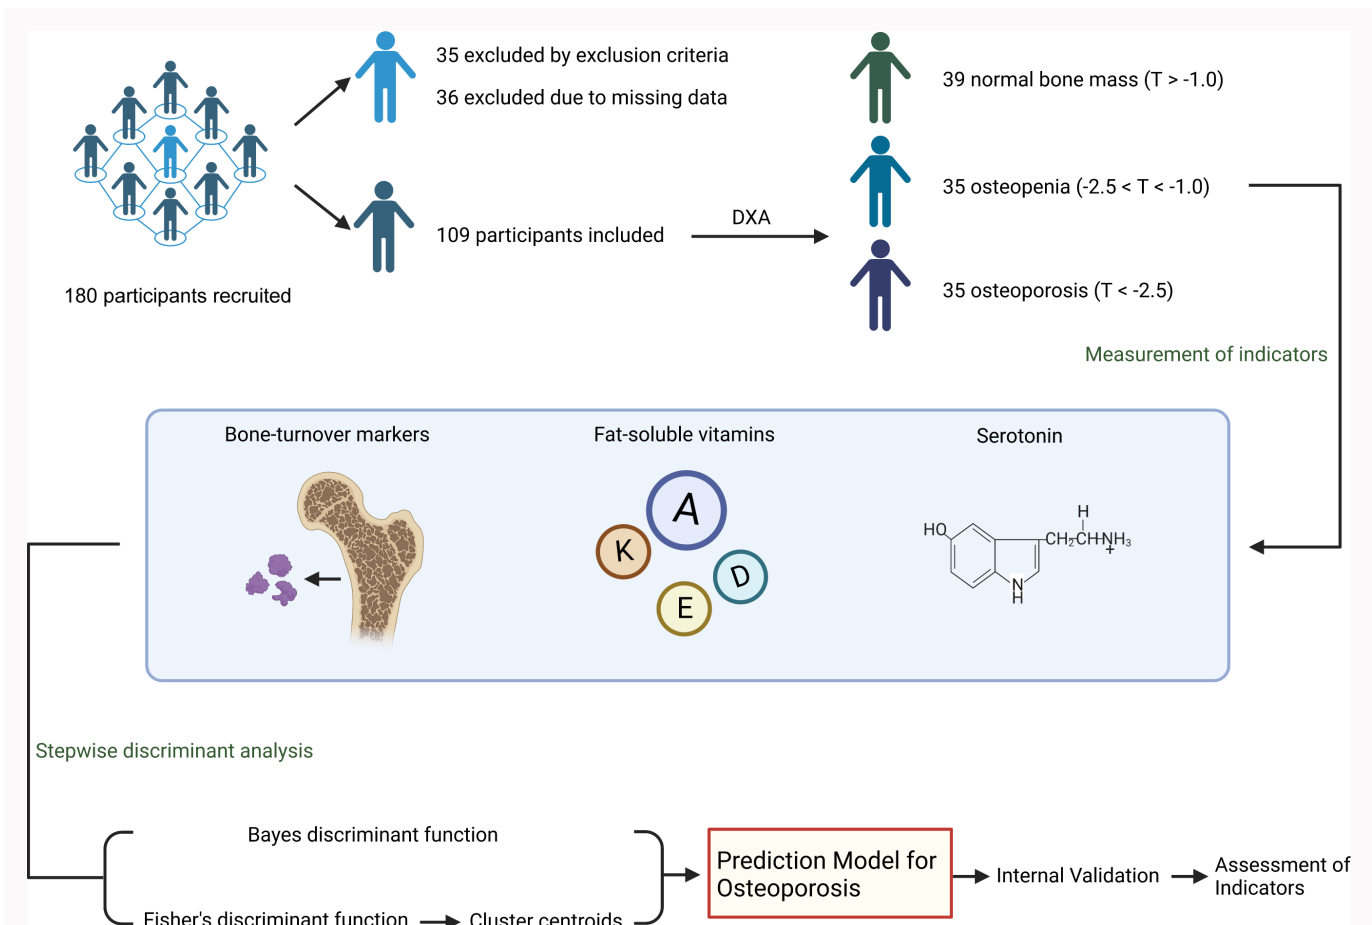 35 excluded by exclusion criteria
36 excluded due to missing data
180 participants recruited
109 participants included
DXA
39 normal bone mass (T > -1.0)
35 osteopenia (-2.5 < T < -1.0)
35 osteoporosis (T < -2.5)
Measurement of indicators
Bone-turnover markers
Fat-soluble vitamins
Serotonin
A
K
D
E
HO
H
CH₂CHNH₃
+
N
H
Stepwise discriminant analysis
Bayes discriminant function
Fisher's discriminant function
Cluster centroids
Prediction Model for
Osteoporosis
Internal Validation
Assessment of
Indicators